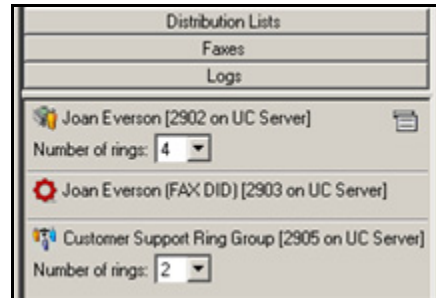 Distribution Lists
Faxes
Logs
Joan Everson [2902 on UC Server]
Number of rings: 4
Joan Everson (FAX DID) [2903 on UC Server]
Customer Support Ring Group [2905 on UC Server]
Number of rings: 2